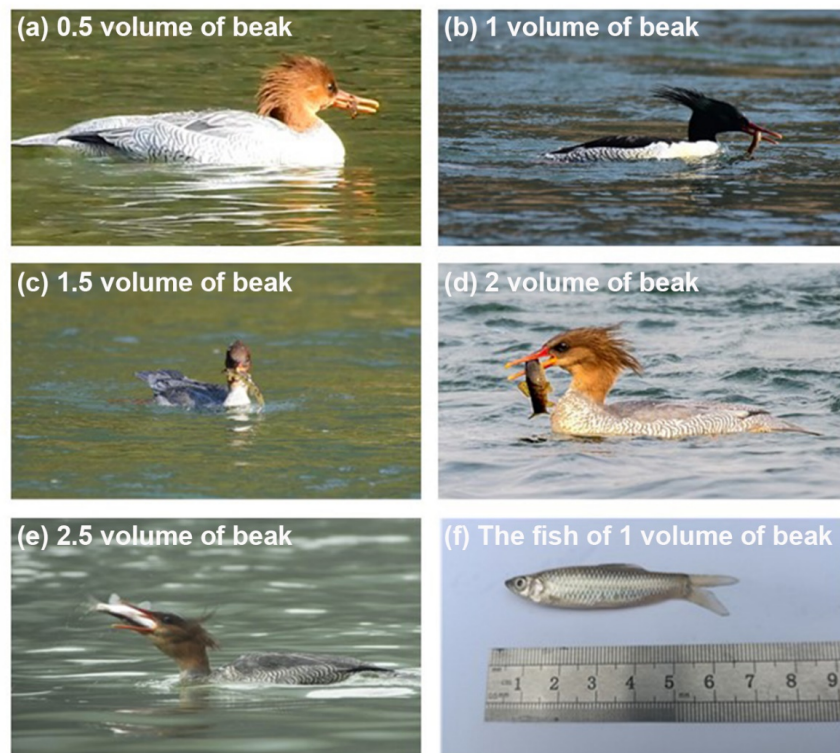 (a) 0.5 volume of beak
(b) 1 volume of beak
(c) 1.5 volume of beak
(d) 2 volume of beak
(e) 2.5 volume of beak
(f) The fish of 1 volume of beak
1 2 3 4 5 6 7 8 9